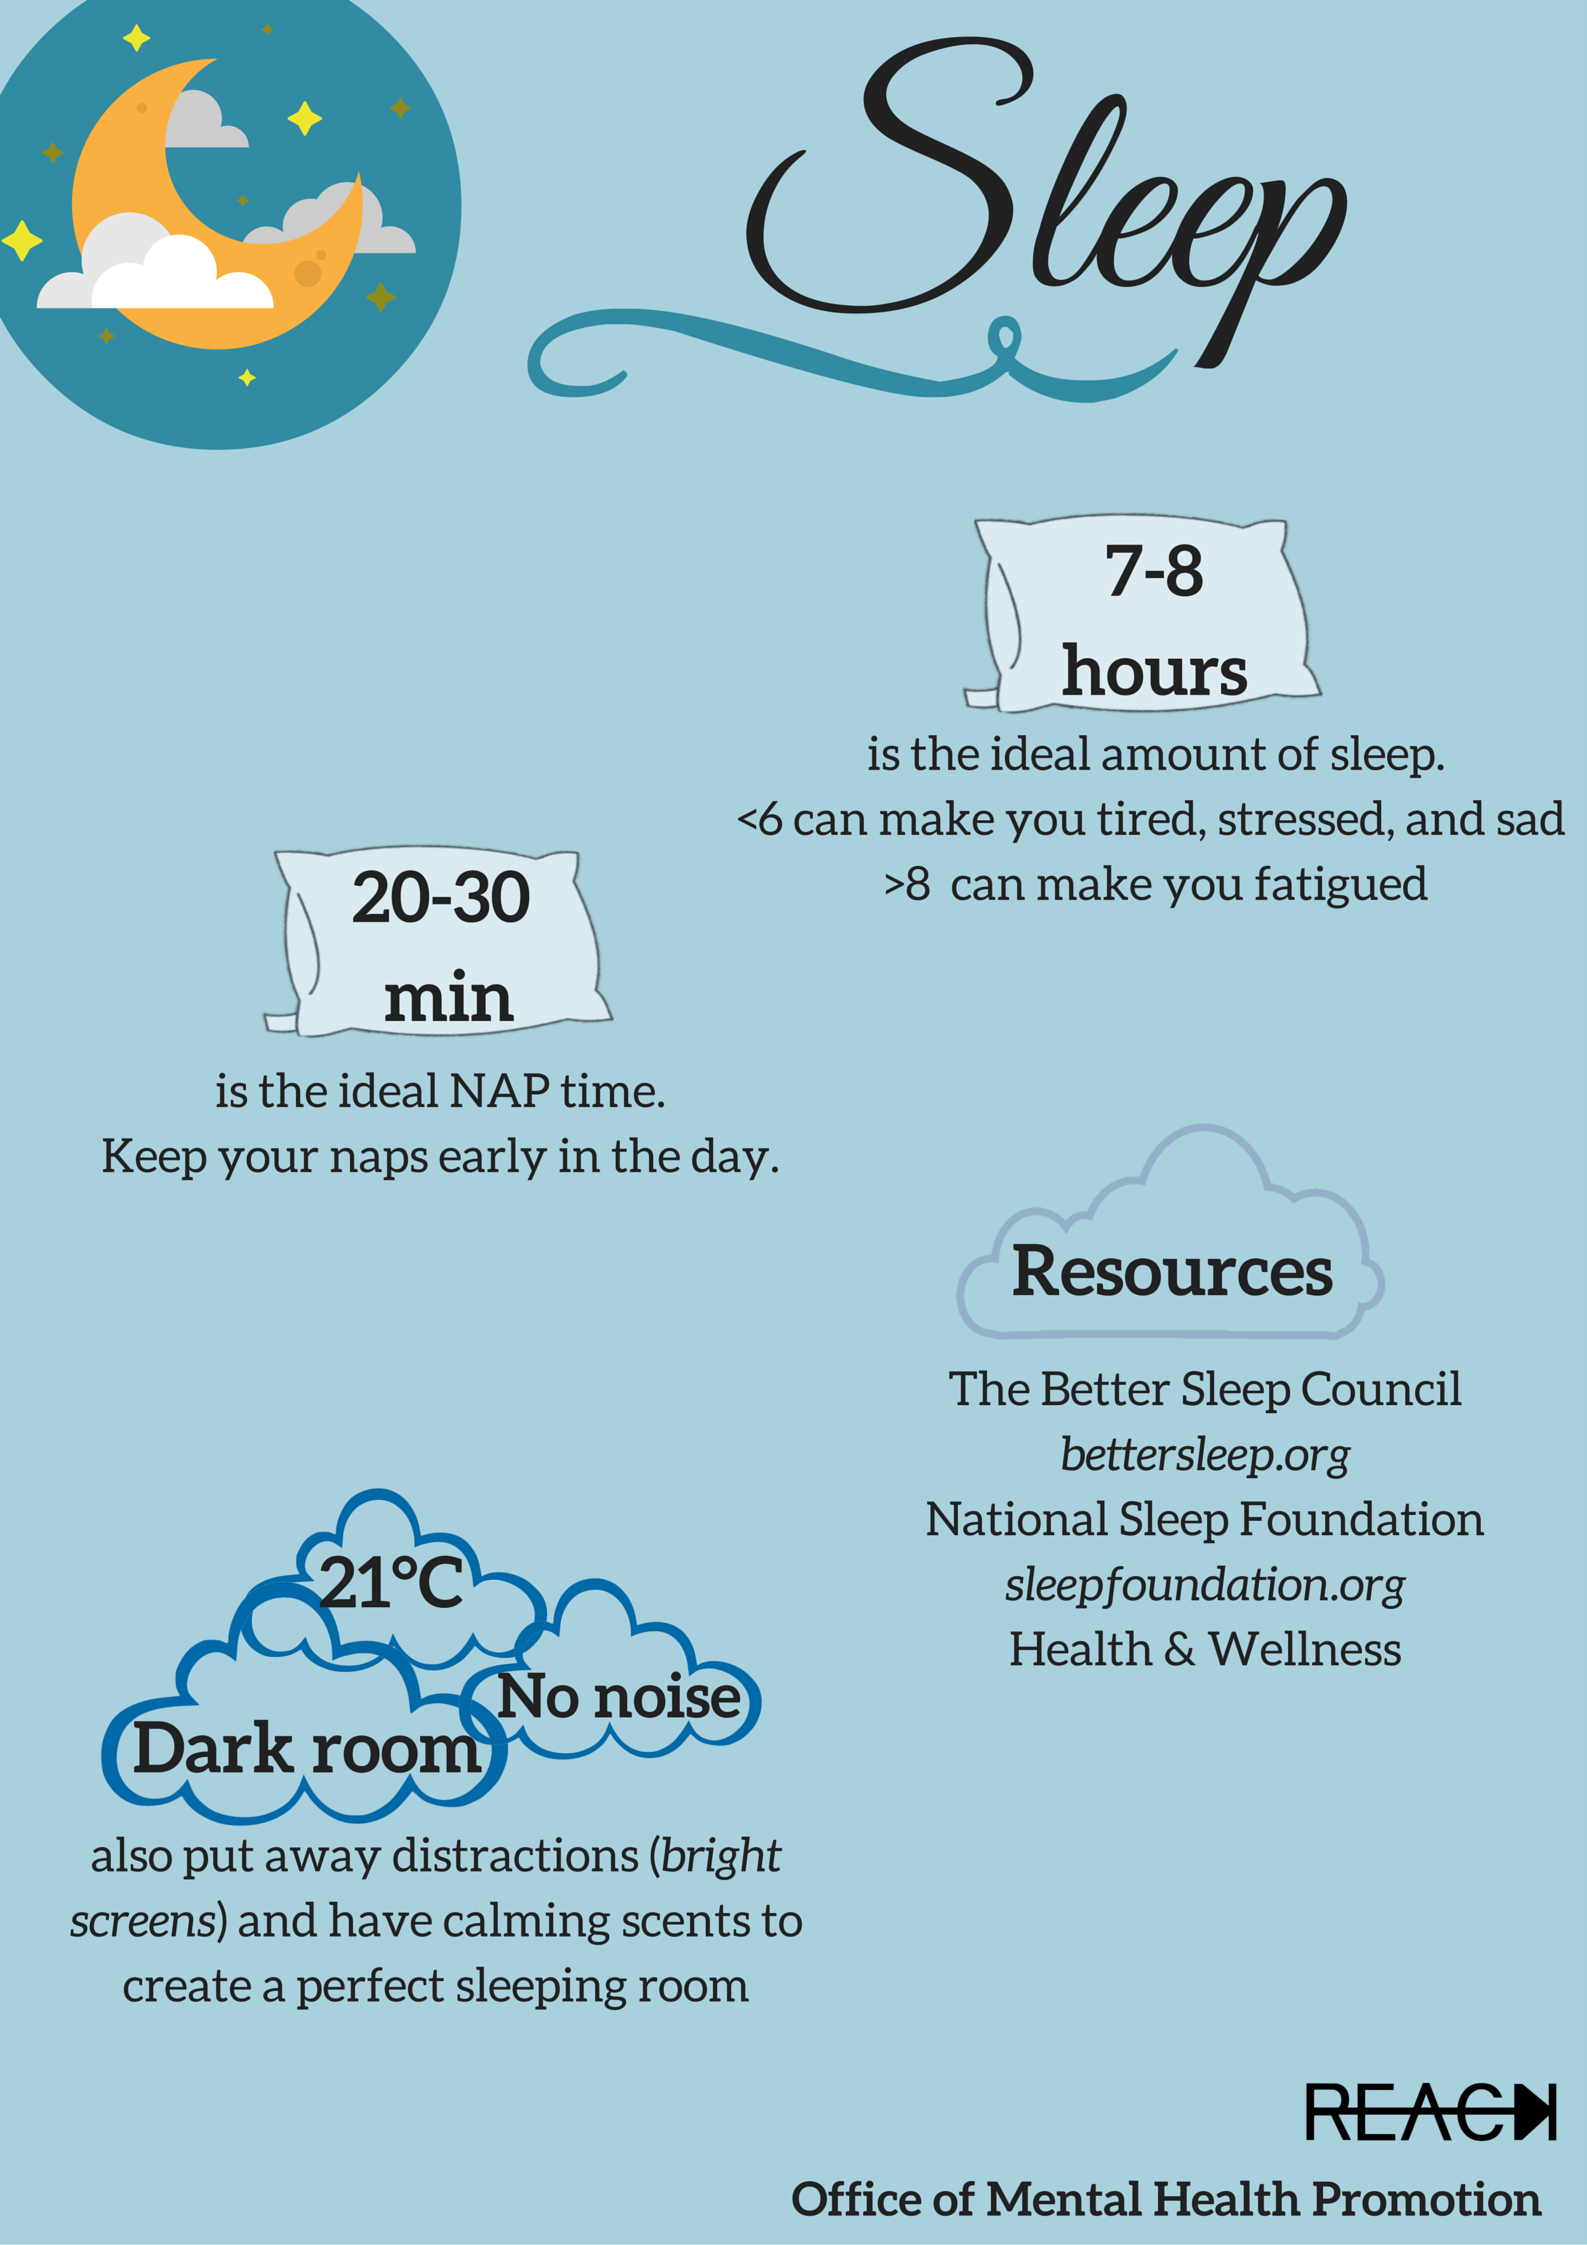 Sleep
7-8
hours
is the ideal amount of sleep.
<6 can make you tired, stressed, and sad
>8 can make you fatigued
20-30
min
is the ideal NAP time.
Keep your naps early in the day.
Resources
The Better Sleep Council
bettersleep.org
National Sleep Foundation
sleepfoundation.org
Health & Wellness
21°C
No noise
Dark room
also put away distractions (bright
screens) and have calming scents to
create a perfect sleeping room
REACH
Office of Mental Health Promotion